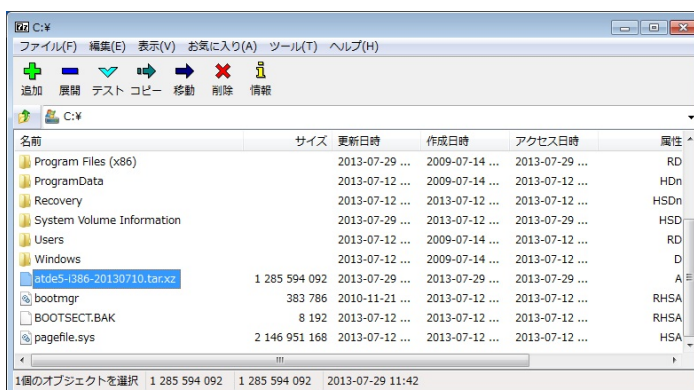 7z C:¥
ファイル(F) 編集(E) 表示(V) お気に入り(A) ツール(T) ヘルプ(H)
追加 展開 テスト コピー 移動 削除 情報
C:¥
名前 サイズ 更新日時 作成日時 アクセス日時 属性
Program Files (x86) 2013-07-29 ... 2009-07-14 ... 2013-07-29 ... RD
ProgramData 2013-07-12 ... 2009-07-14 ... 2013-07-12 ... HDn
Recovery 2013-07-12 ... 2013-07-12 ... 2013-07-12 ... HSDn
System Volume Information 2013-07-29 ... 2013-07-12 ... 2013-07-29 ... HSD
Users 2013-07-12 ... 2009-07-14 ... 2013-07-12 ... RD
Windows 2013-07-12 ... 2009-07-14 ... 2013-07-12 ... D
atde5-i386-20130710.tar.xz 1 285 594 092 2013-07-29 ... 2013-07-29 ... 2013-07-29 ... A
bootmgr 383 786 2010-11-21 ... 2013-07-12 ... 2013-07-12 ... RHSA
BOOTSECT.BAK 8 192 2013-07-12 ... 2013-07-12 ... 2013-07-12 ... RHSA
pagefile.sys 2 146 951 168 2013-07-12 ... 2013-07-12 ... 2013-07-12 ... HSA
1個のオブジェクトを選択 1 285 594 092 1 285 594 092 2013-07-29 11:42